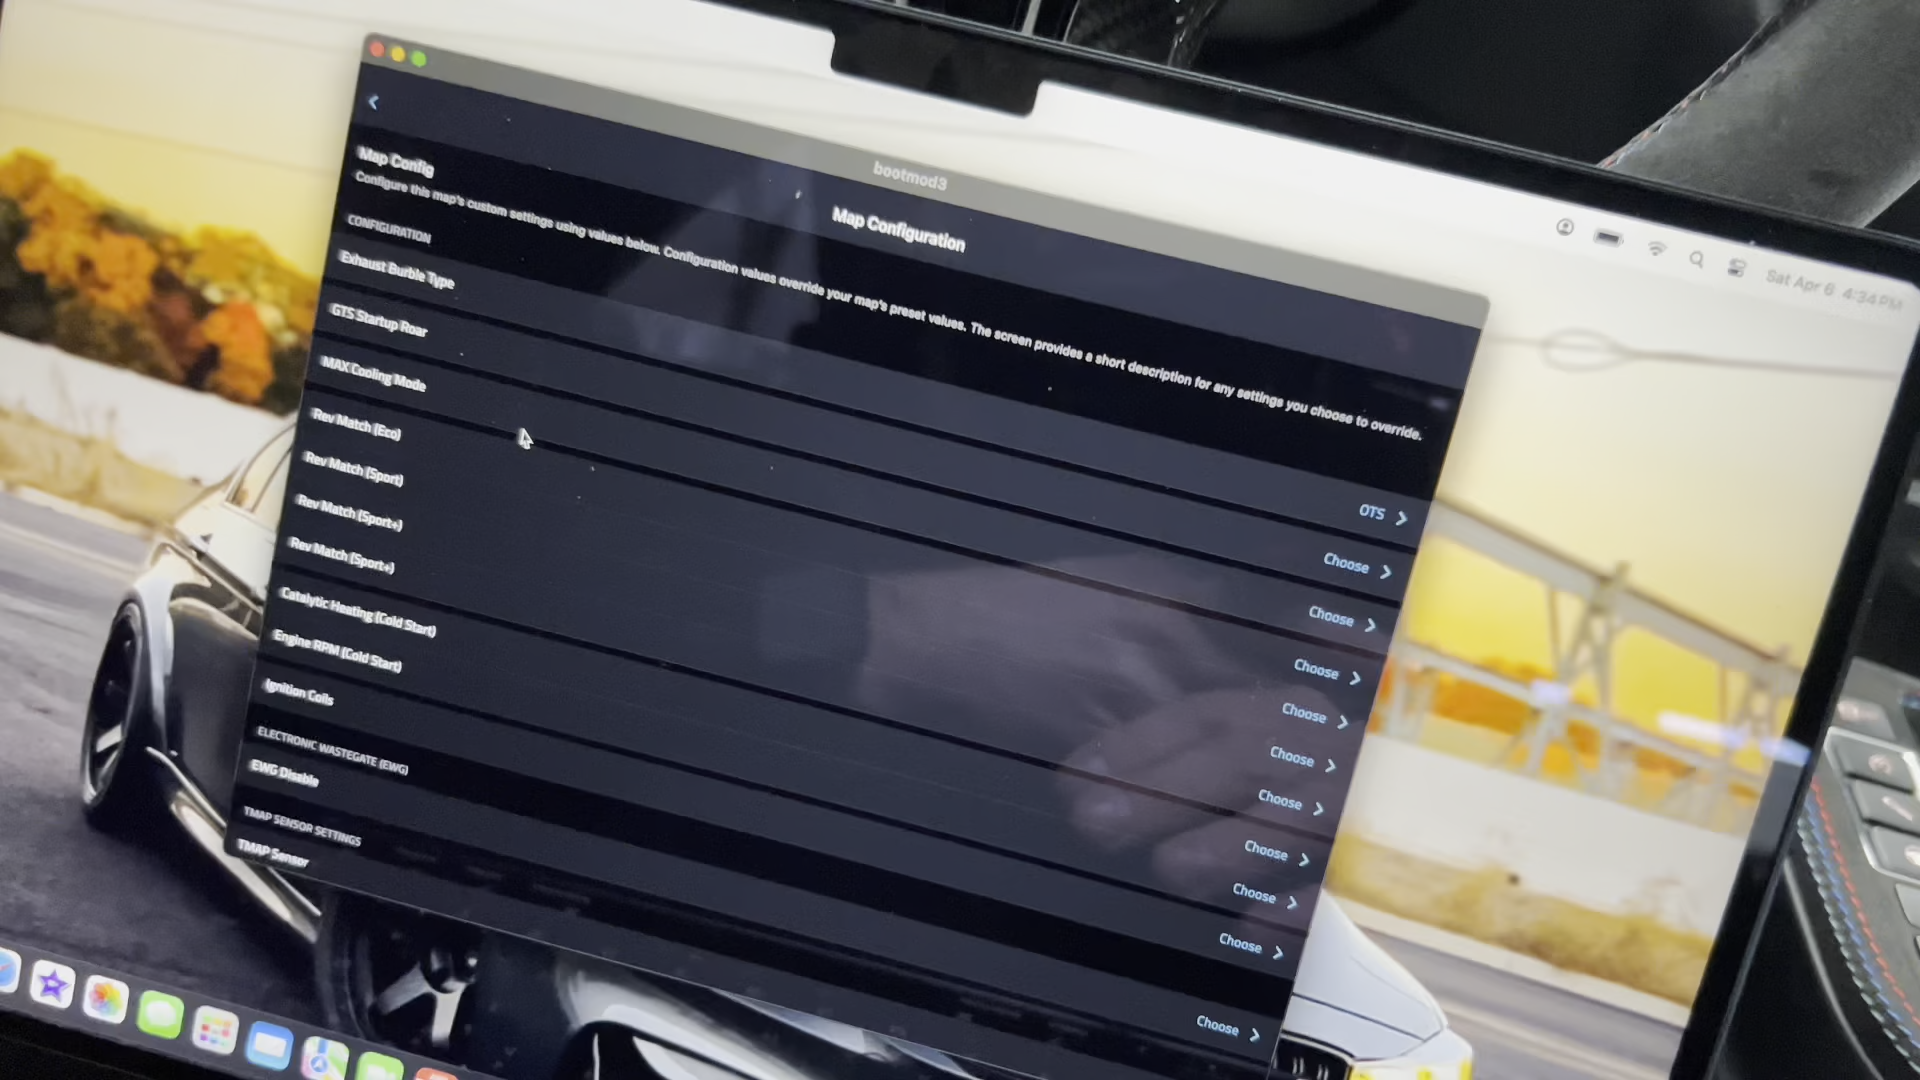 bootmod3
Map Configuration
Sat Apr 6 4:34 PM
Map Config
Configure this map's custom settings using values below. Configuration values override your map's preset values. The screen provides a short description for any settings you choose to override.
CONFIGURATION
Exhaust Burble Type OTS
GTS Startup Roar Choose
MAX Cooling Mode Choose
Rev Match (Eco) Choose
Rev Match (Sport) Choose
Rev Match (Sport+) Choose
Rev Match (Sport+) Choose
Catalytic Heating (Cold Start) Choose
Engine RPM (Cold Start) Choose
Ignition Coils Choose
ELECTRONIC WASTEGATE (EWG)
EWG Disable Choose
TMAP SENSOR SETTINGS
TMAP Sensor